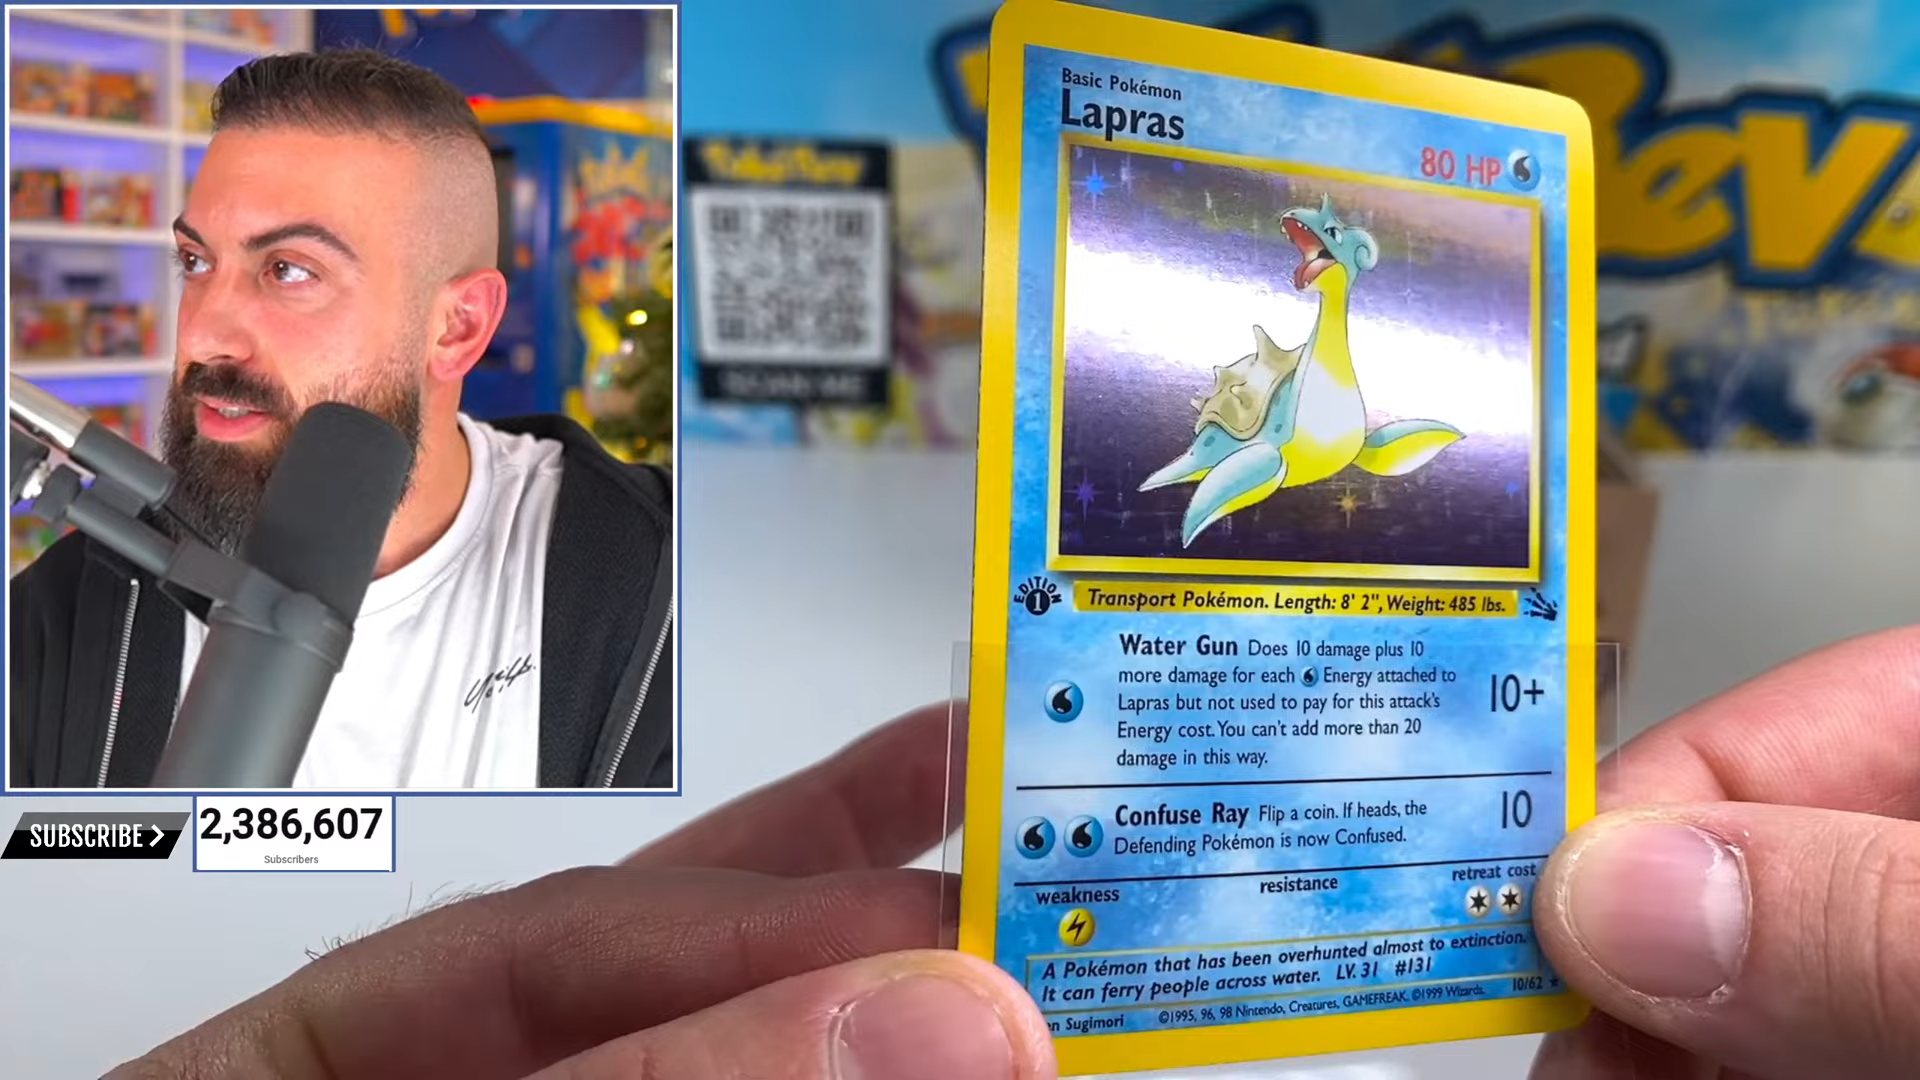 Basic Pokémon
Lapras
80 HP
EDITION
1
Transport Pokémon. Length: 8' 2", Weight: 485 lbs.
Water Gun Does 10 damage plus 10
more damage for each Energy attached to
Lapras but not used to pay for this attack's
Energy cost. You can't add more than 20
damage in this way.
10+
Confuse Ray Flip a coin. If heads, the
Defending Pokémon is now Confused.
10
weakness
resistance
retreat cost
A Pokémon that has been overhunted almost to extinction.
It can ferry people across water. LV. 31 #131
n Sugimori
©1995, 96, 98 Nintendo, Creatures, GAMEFREAK. ©1999 Wizards.
10/62
SCAN ME
SUBSCRIBE
2,386,607
Subscribers